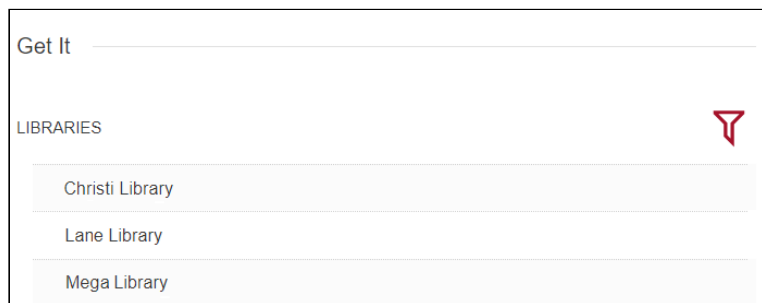 Get It
LIBRARIES
Christi Library
Lane Library
Mega Library